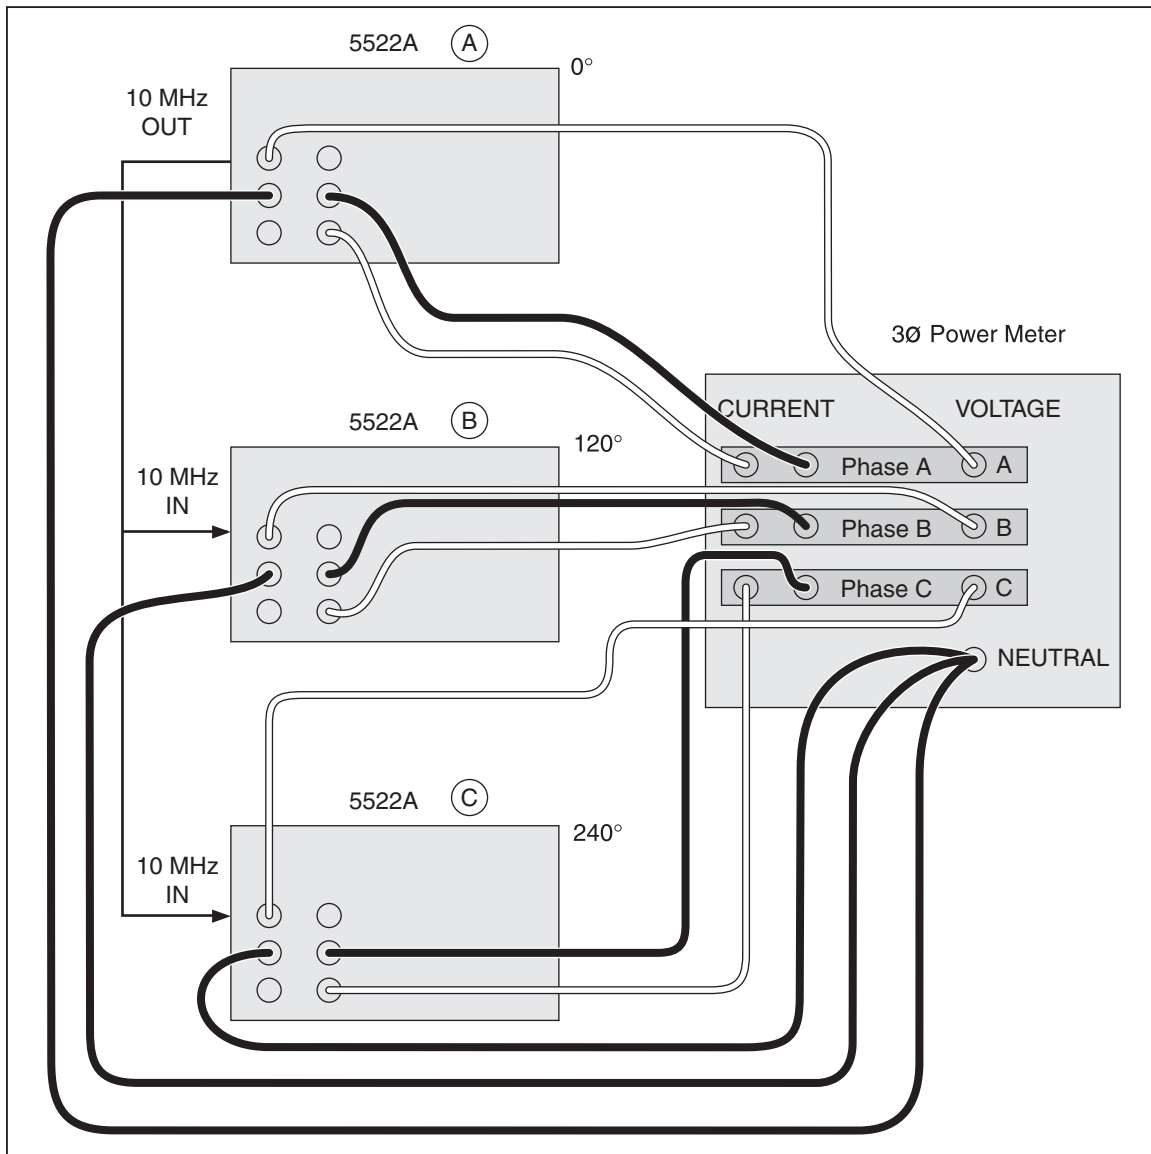 5522A A
0°
10 MHz
OUT
3Ø Power Meter
CURRENT VOLTAGE
5522A B
120°
Phase A A
10 MHz
IN
Phase B B
Phase C C
NEUTRAL
5522A C
240°
10 MHz
IN